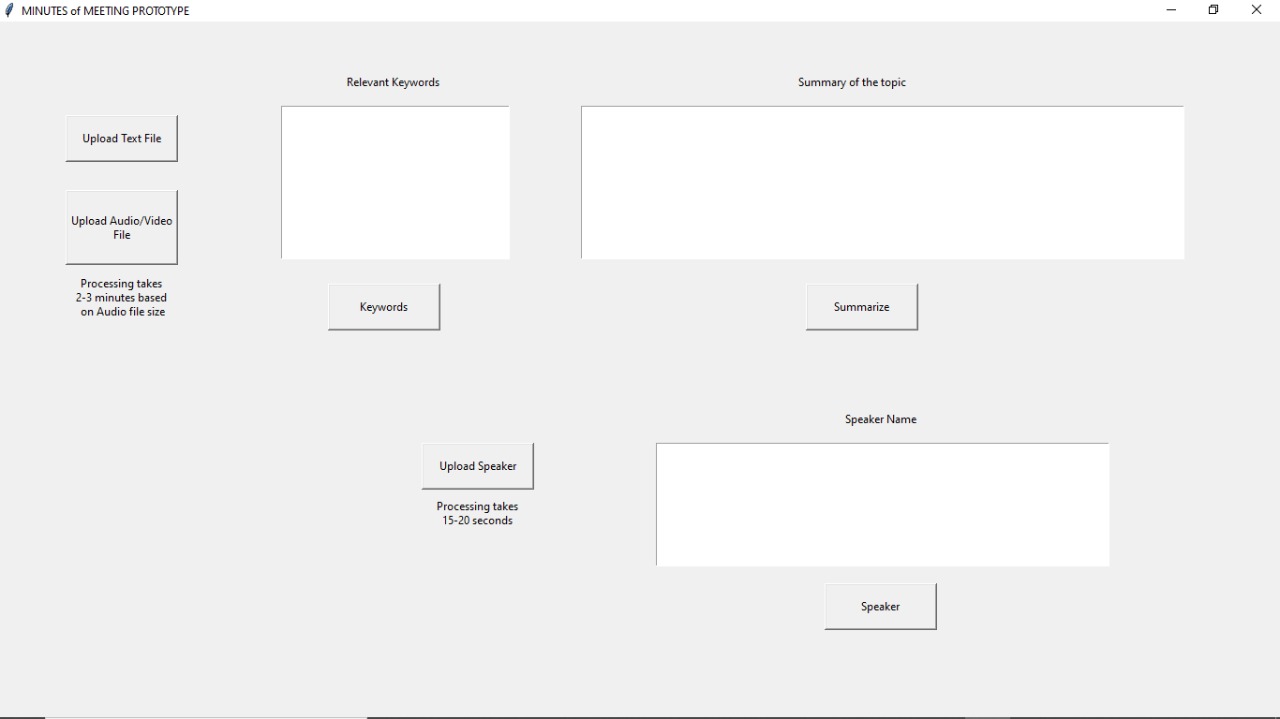 MINUTES of MEETING PROTOTYPE
Relevant Keywords
Summary of the topic
Upload Text File
Upload Audio/Video
File
Processing takes
2-3 minutes based
on Audio file size
Keywords
Summarize
Speaker Name
Upload Speaker
Processing takes
15-20 seconds
Speaker